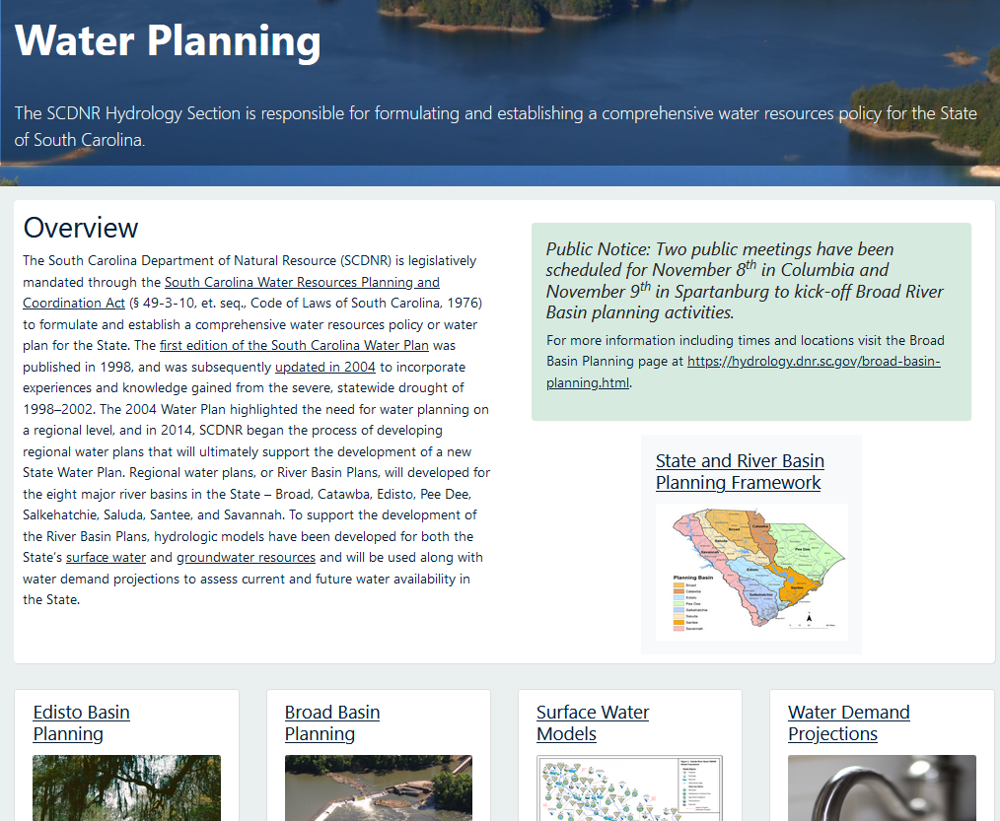 Water Planning
The SCDNR Hydrology Section is responsible for formulating and establishing a comprehensive water resources policy for the State
of South Carolina.
Overview
The South Carolina Department of Natural Resource (SCDNR) is legislatively
mandated through the South Carolina Water Resources Planning and
Coordination Act (§ 49-3-10, et. seq., Code of Laws of South Carolina, 1976)
to formulate and establish a comprehensive water resources policy or water
plan for the State. The first edition of the South Carolina Water Plan was
published in 1998, and was subsequently updated in 2004 to incorporate
experiences and knowledge gained from the severe, statewide drought of
1998–2002. The 2004 Water Plan highlighted the need for water planning on
a regional level, and in 2014, SCDNR began the process of developing
regional water plans that will ultimately support the development of a new
State Water Plan. Regional water plans, or River Basin Plans, will developed for
the eight major river basins in the State – Broad, Catawba, Edisto, Pee Dee,
Salkehatchie, Saluda, Santee, and Savannah. To support the development of
the River Basin Plans, hydrologic models have been developed for both the
State's surface water and groundwater resources and will be used along with
water demand projections to assess current and future water availability in
the State.
Public Notice: Two public meetings have been
scheduled for November 8th in Columbia and
November 9th in Spartanburg to kick-off Broad River
Basin planning activities.
For more information including times and locations visit the Broad
Basin Planning page at https://hydrology.dnr.sc.gov/broad-basin-
planning.html.
State and River Basin
Planning Framework
Broad
Catawba
Saluda
Pee Dee
Savannah
Edisto
Santee
Salkehatchie
Planning Basin
Broad
Catawba
Edisto
Pee Dee
Salkehatchie
Saluda
Santee
Savannah
Edisto Basin
Planning
Broad Basin
Planning
Surface Water
Models
Water Demand
Projections